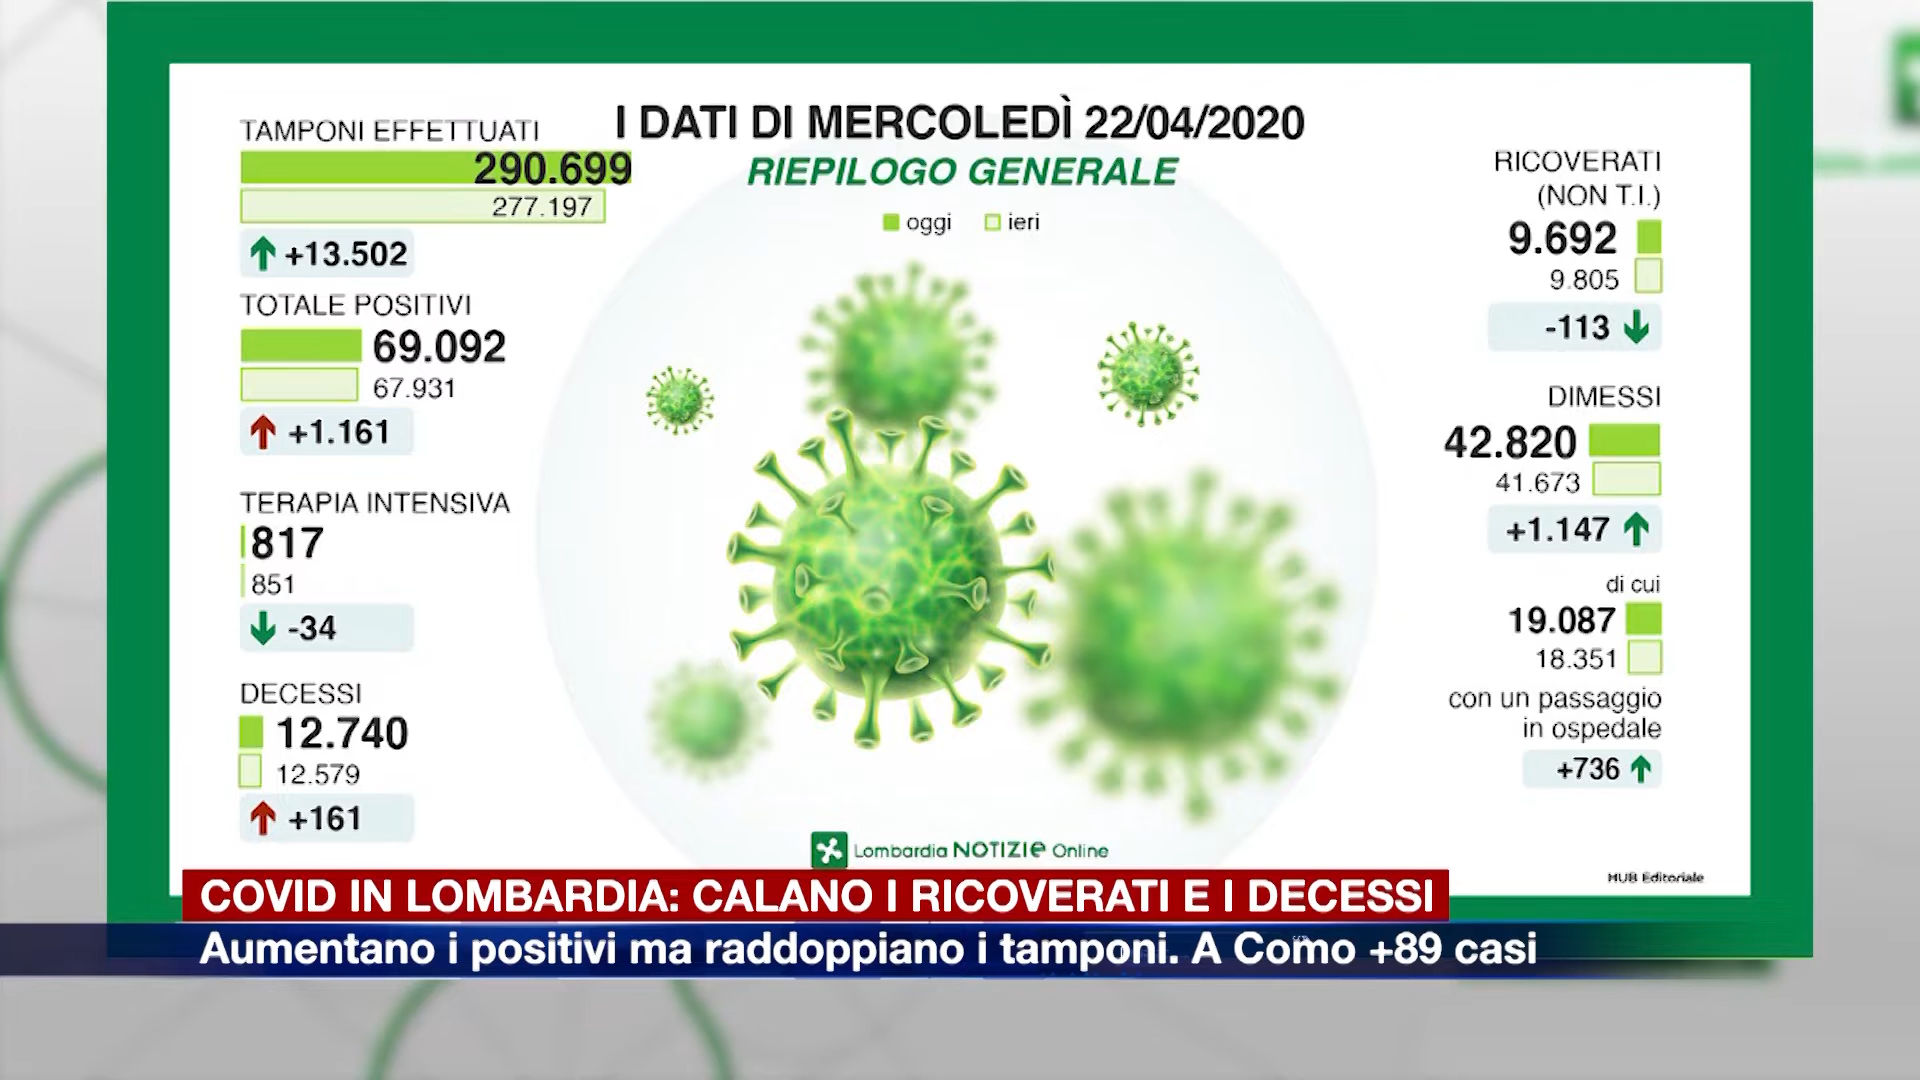 I DATI DI MERCOLEDÌ 22/04/2020
RIEPILOGO GENERALE
oggi ieri
TAMPONI EFFETTUATI
290.699
277.197
+13.502
TOTALE POSITIVI
69.092
67.931
+1.161
TERAPIA INTENSIVA
817
851
-34
DECESSI
12.740
12.579
+161
RICOVERATI
(NON T.I.)
9.692
9.805
-113
DIMESSI
42.820
41.673
+1.147
di cui
19.087
18.351
con un passaggio
in ospedale
+736
Lombardia NOTIZIe Online
HUB Editoriale
COVID IN LOMBARDIA: CALANO I RICOVERATI E I DECESSI
Aumentano i positivi ma raddoppiano i tamponi. A Como +89 casi